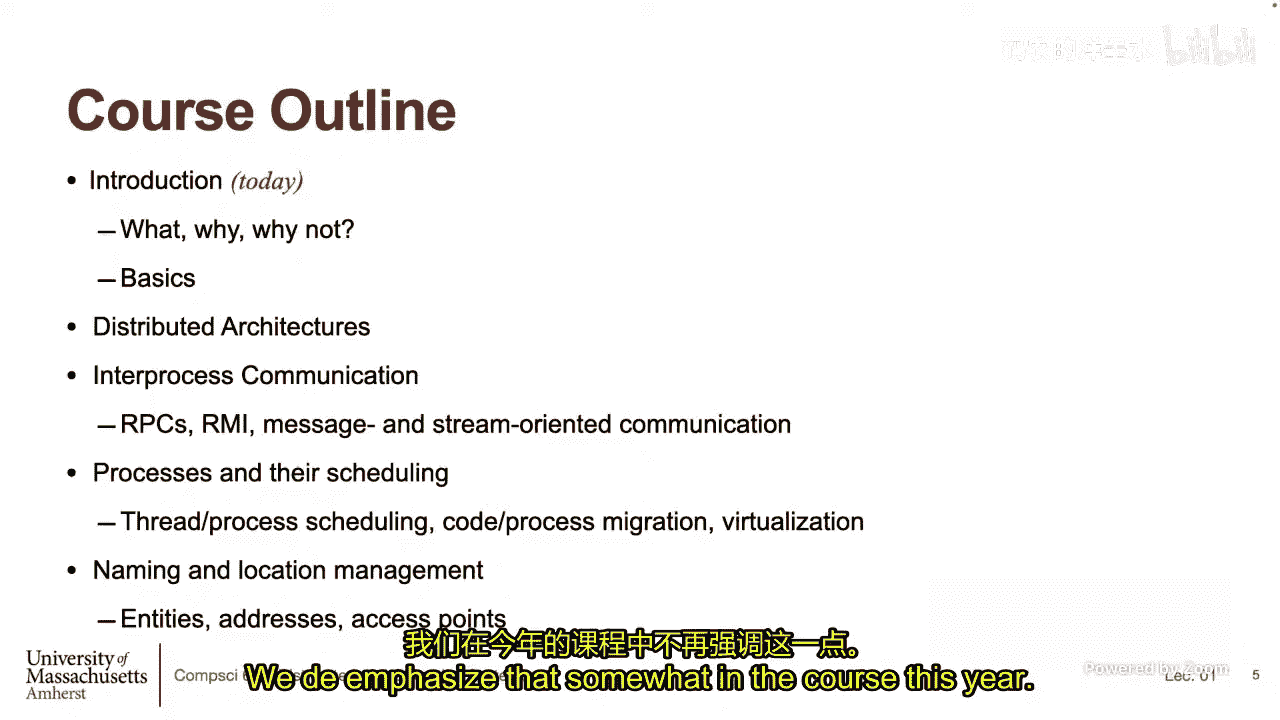 bilibili
Course Outline
• Introduction (today)
– What, why, why not?
– Basics
• Distributed Architectures
• Interprocess Communication
– RPCs, RMI, message- and stream-oriented communication
• Processes and their scheduling
– Thread/process scheduling, code/process migration, virtualization
• Naming and location management
– Entities, addresses, access points
我们在今年的课程中不再强调这一点。
We de emphasize that somewhat in the course this year.
University of
Massachusetts
Amherst
Compsci
Powered by Zoom
Lec. 01
5